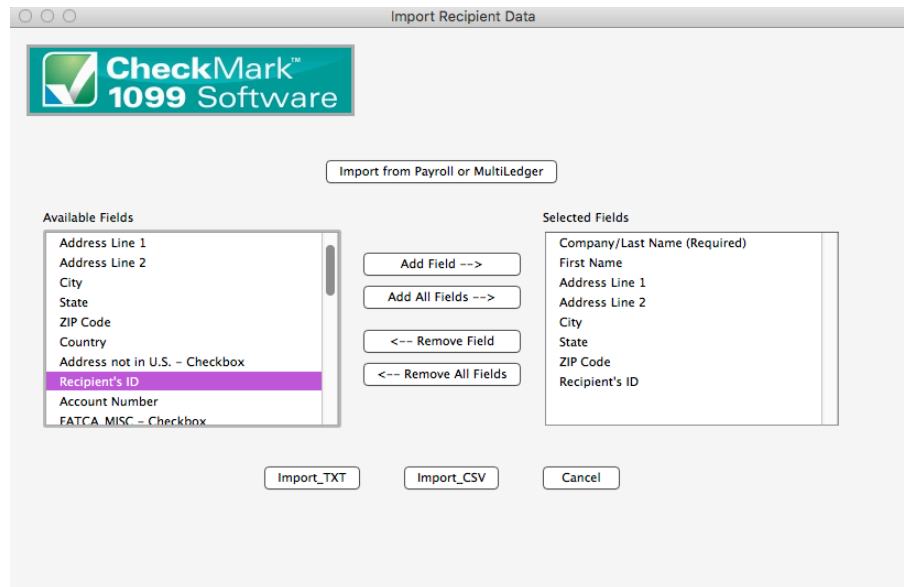 Import Recipient Data
CheckMark™
1099 Software
Import from Payroll or MultiLedger
Available Fields
Address Line 1
Address Line 2
City
State
ZIP Code
Country
Address not in U.S. - Checkbox
Recipient's ID
Account Number
FATCA_MISC - Checkbox
Add Field -->
Add All Fields -->
<-- Remove Field
<-- Remove All Fields
Selected Fields
Company/Last Name (Required)
First Name
Address Line 1
Address Line 2
City
State
ZIP Code
Recipient's ID
Import_TXT
Import_CSV
Cancel